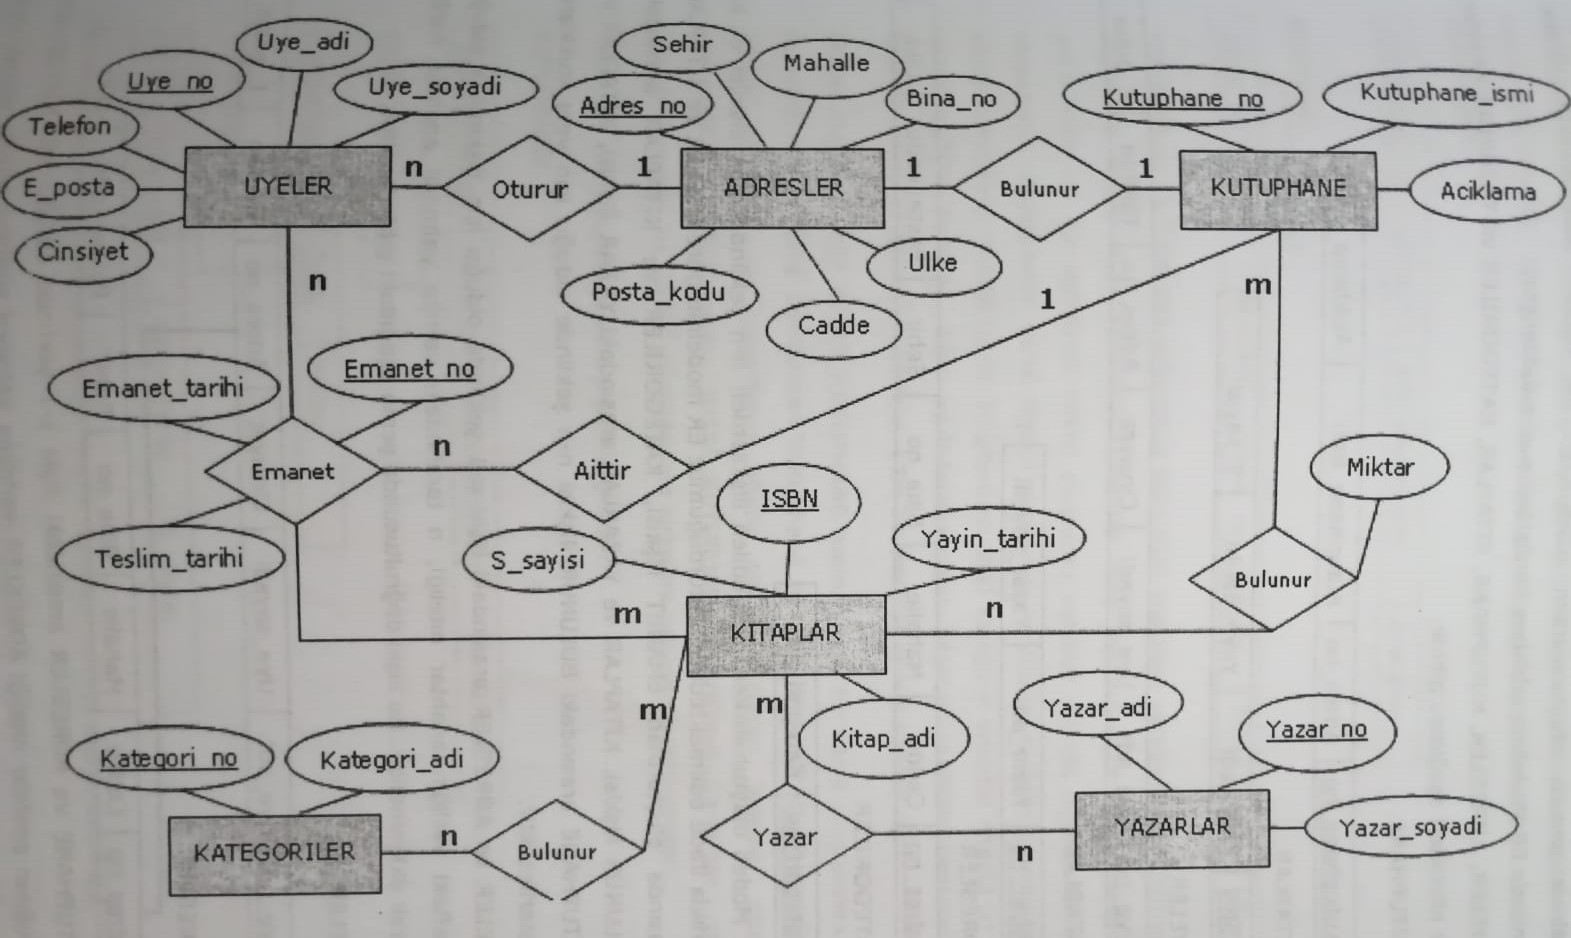 Uye_adi
Sehir
Mahalle
Uye_no
Uye_soyadi
Adres_no
Bina_no
Kutuphane_no
Kutuphane_ismi
Telefon
n
1
1
1
E_posta
UYELER
Oturur
ADRESLER
Bulunur
KUTUPHANE
Aciklama
Cinsiyet
Ulke
n
Posta_kodu
1
m
Cadde
Emanet_tarihi
Emanet_no
n
Emanet
Aittir
Miktar
ISBN
Teslim_tarihi
S_sayisi
Yayin_tarihi
Bulunur
m
KITAPLAR
n
m
m
Yazar_adi
Kitap_adi
Yazar_no
Kategori_no
Kategori_adi
n
Yazar
YAZARLAR
Yazar_soyadi
KATEGORILER
Bulunur
n